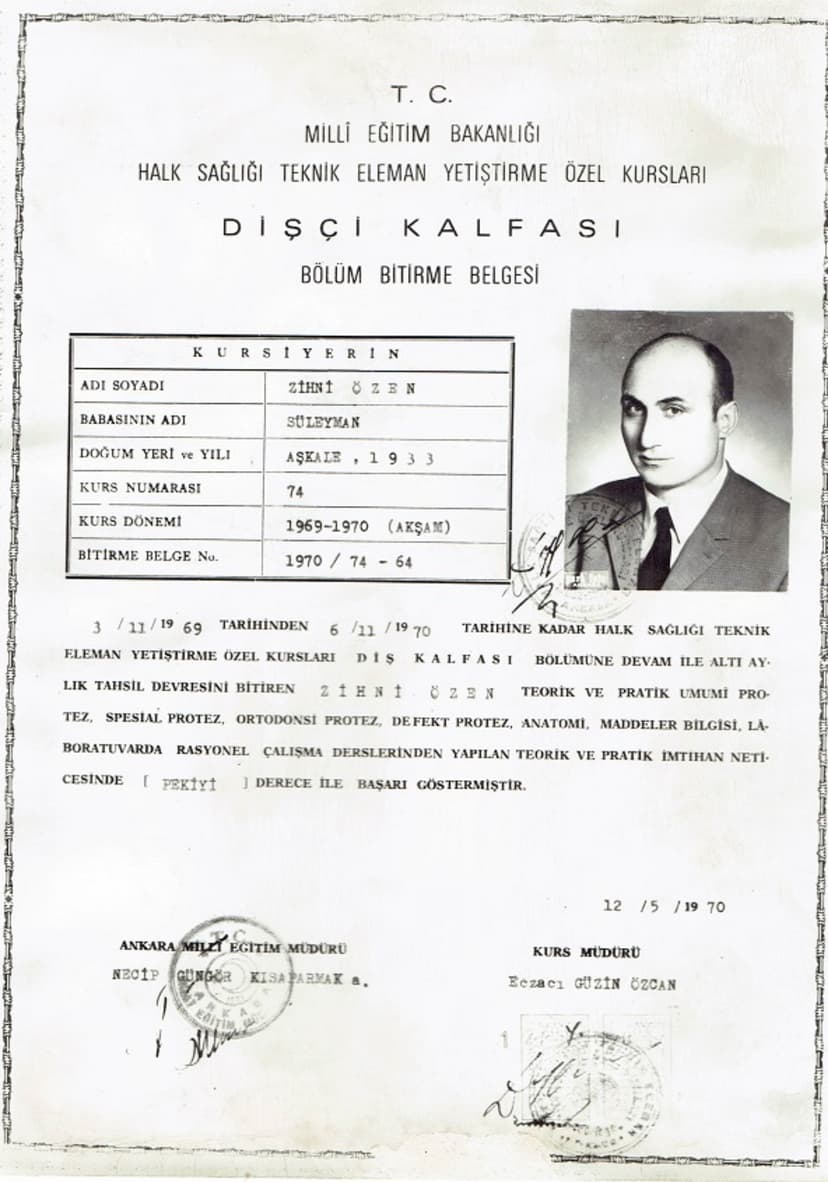 T. C.
MİLLÎ EĞİTİM BAKANLIĞI
HALK SAĞLIĞI TEKNİK ELEMAN YETİŞTİRME ÖZEL KURSLARI
DİŞÇİ KALFASI
BÖLÜM BİTİRME BELGESİ
KURSİYERİN
ADI SOYADI ZİHNİ ÖZEN
BABASININ ADI SÜLEYMAN
DOĞUM YERİ ve YILI AŞKALE , 1933
KURS NUMARASI 74
KURS DÖNEMİ 1969-1970 (AKŞAM)
BİTİRME BELGE No. 1970 / 74 - 64
3 /11/19 69 TARİHİNDEN 6 /11 /19 70 TARİHİNE KADAR HALK SAĞLIĞI TEKNİK
ELEMAN YETİŞTİRME ÖZEL KURSLARI DİŞ KALFASI BÖLÜMÜNE DEVAM İLE ALTI AY-
LIK TAHSİL DEVRESİNİ BİTİREN ZİHNİ ÖZEN TEORİK VE PRATİK UMUMİ PRO-
TEZ, SPESİAL PROTEZ, ORTODONSİ PROTEZ, DEFEKT PROTEZ, ANATOMİ, MADDELER BİLGİSİ, LÂ-
BORATUVARDA RASYONEL ÇALIŞMA DERSLERİNDEN YAPILAN TEORİK VE PRATİK İMTİHAN NETİ-
CESİNDE [ PEKİYİ ] DERECE İLE BAŞARI GÖSTERMİŞTİR.
12 /5 /19 70
ANKARA MİLLÎ EĞİTİM MÜDÜRÜ
NECİP GÜNGÖR KISAPARMAK a.
KURS MÜDÜRÜ
Eczacı GÜZİN ÖZCAN